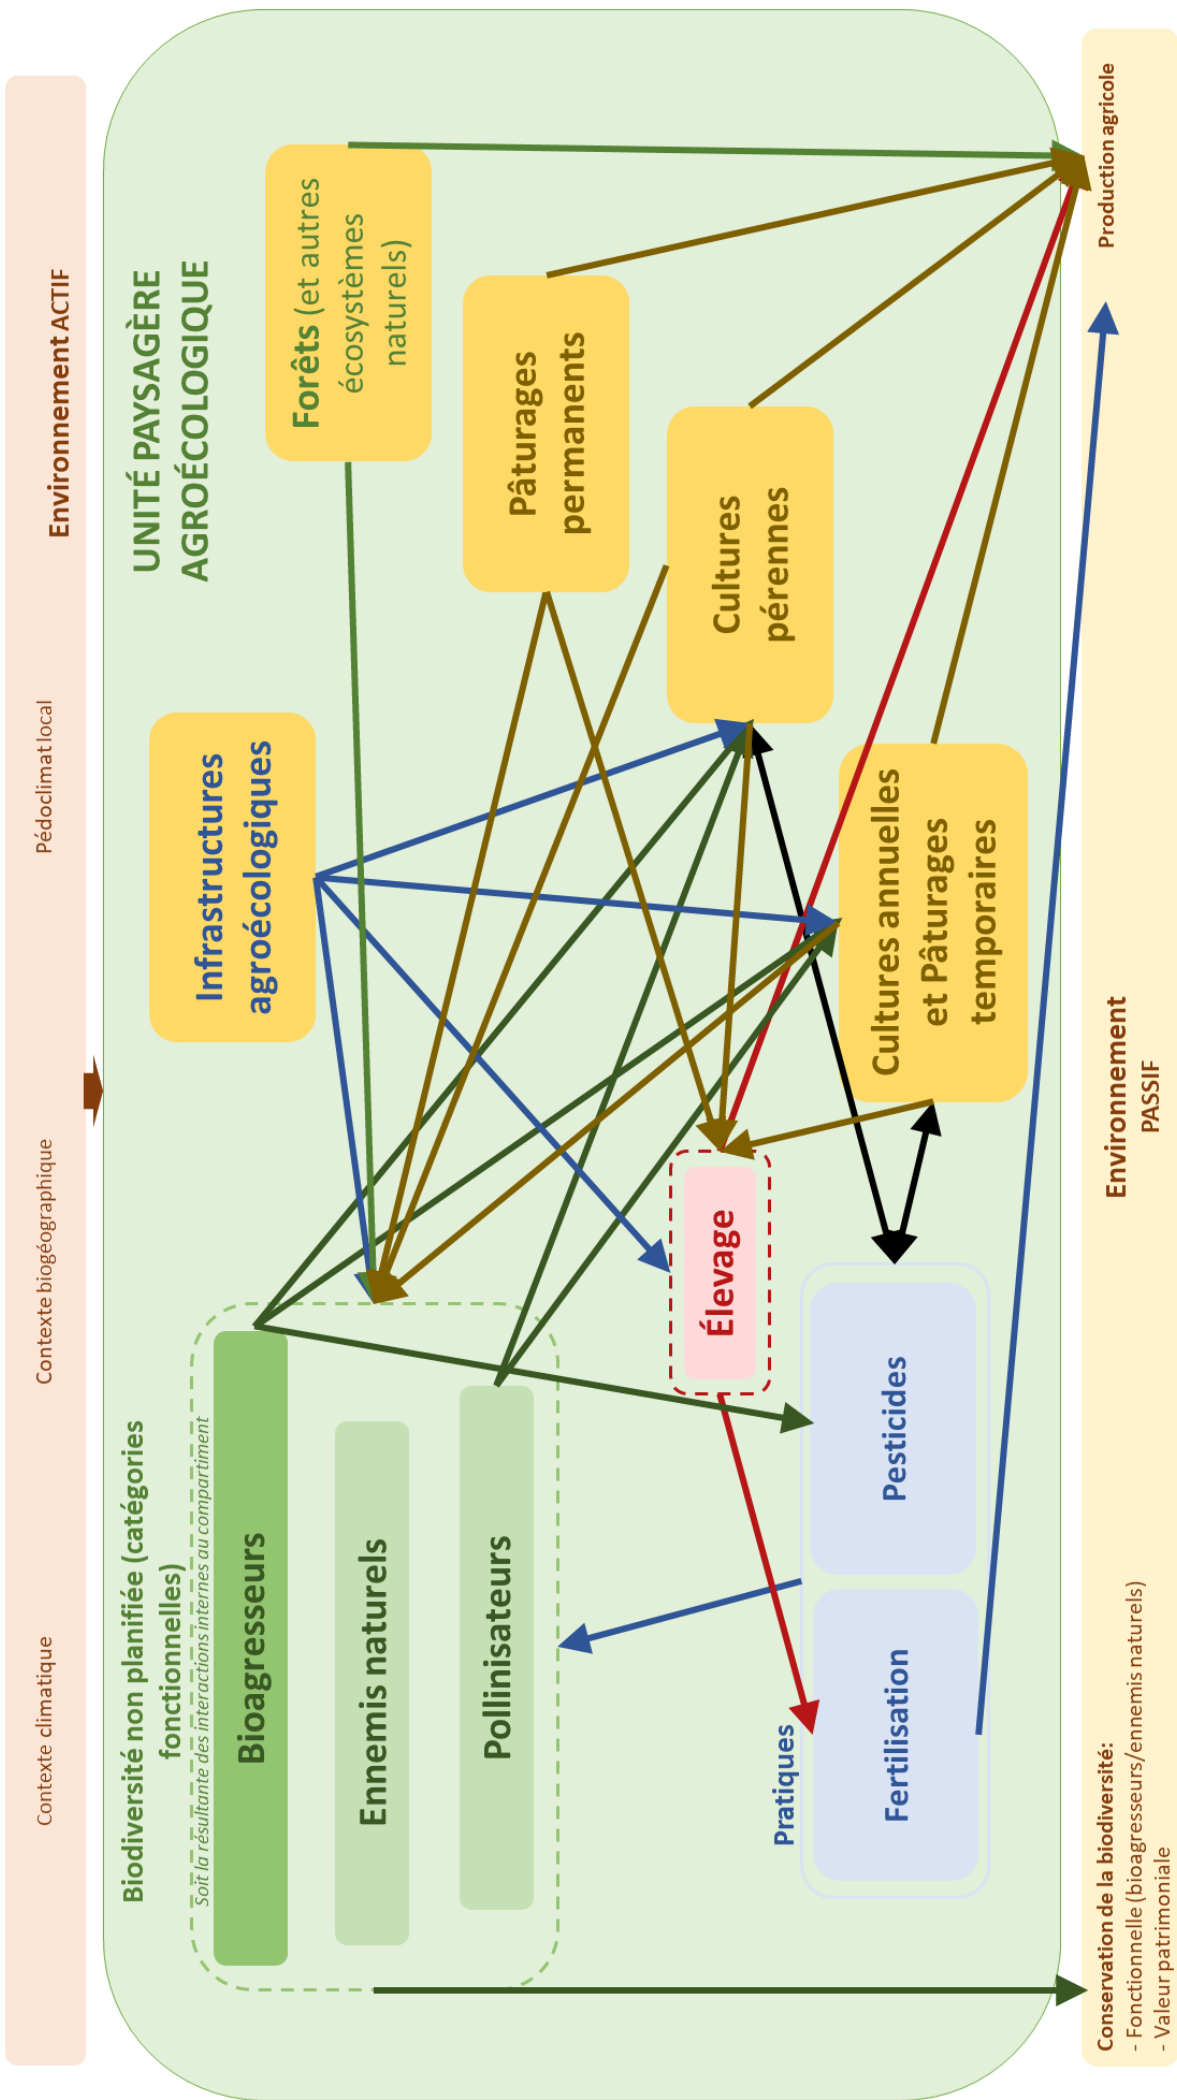 Contexte climatique
Contexte biogéographique
Pédoclimat local
Environnement ACTIF
UNITÉ PAYSAGÈRE
AGROÉCOLOGIQUE
Biodiversité non planifiée (catégories
fonctionnelles)
Soit la résultante des interactions internes au compartiment
Bioagresseurs
Ennemis naturels
Pollinisateurs
Infrastructures
agroécologiques
Forêts (et autres
écosystèmes
naturels)
Pâturages
permanents
Cultures
pérennes
Cultures annuelles
et Pâturages
temporaires
Élevage
Pratiques
Fertilisation
Pesticides
Conservation de la biodiversité:
- Fonctionnelle (bioagresseurs/ennemis naturels)
- Valeur patrimoniale
Environnement
PASSIF
Production agricole